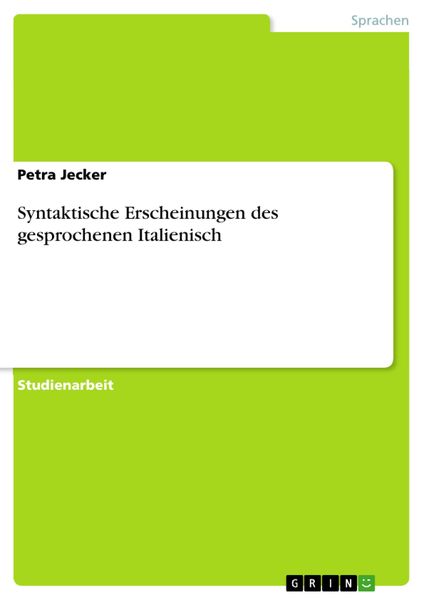 Sprachen
Petra Jecker
Syntaktische Erscheinungen des
gesprochenen Italienisch
Studienarbeit
GRIN